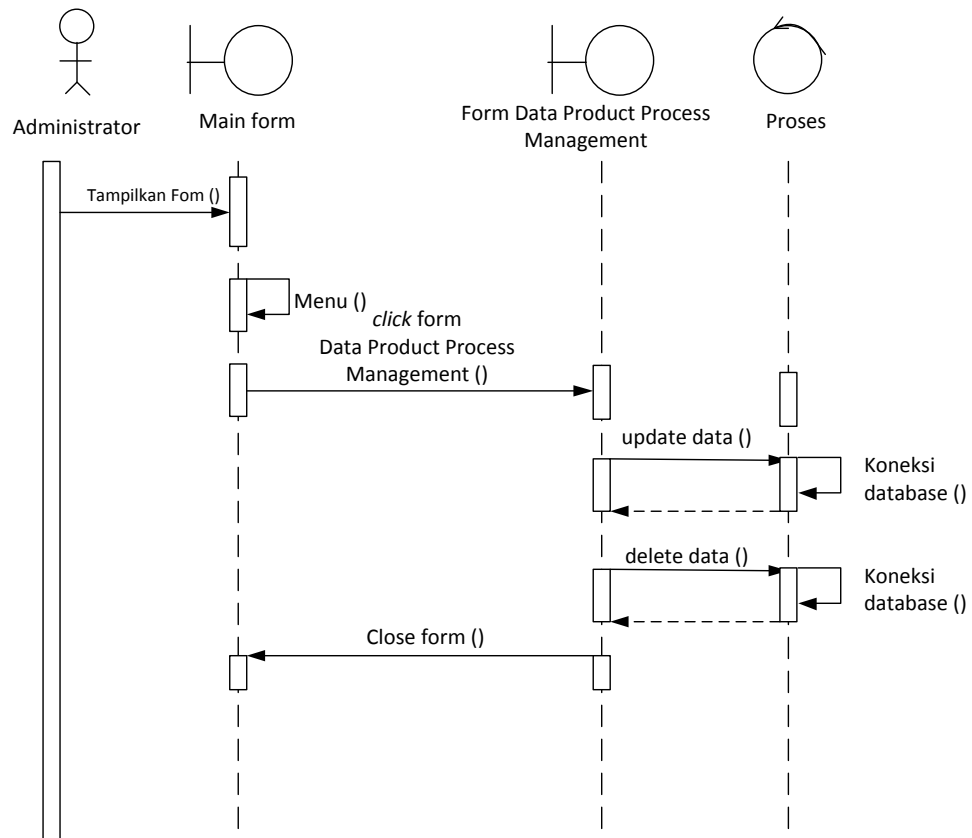 Administrator
Main form
Form Data Product Process
Management
Proses
Tampilkan Fom ()
Menu ()
click form
Data Product Process
Management ()
update data ()
Koneksi
database ()
delete data ()
Koneksi
database ()
Close form ()